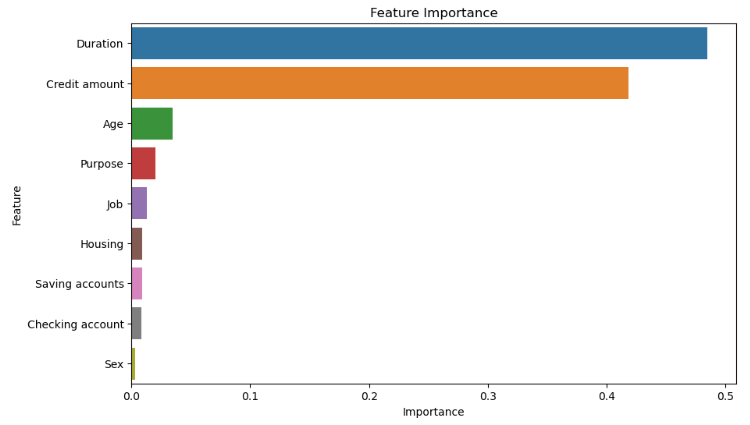 Feature Importance
Duration
Credit amount
Age
Purpose
Job
Housing
Saving accounts
Checking account
Sex
Feature
0.0 0.1 0.2 0.3 0.4 0.5
Importance